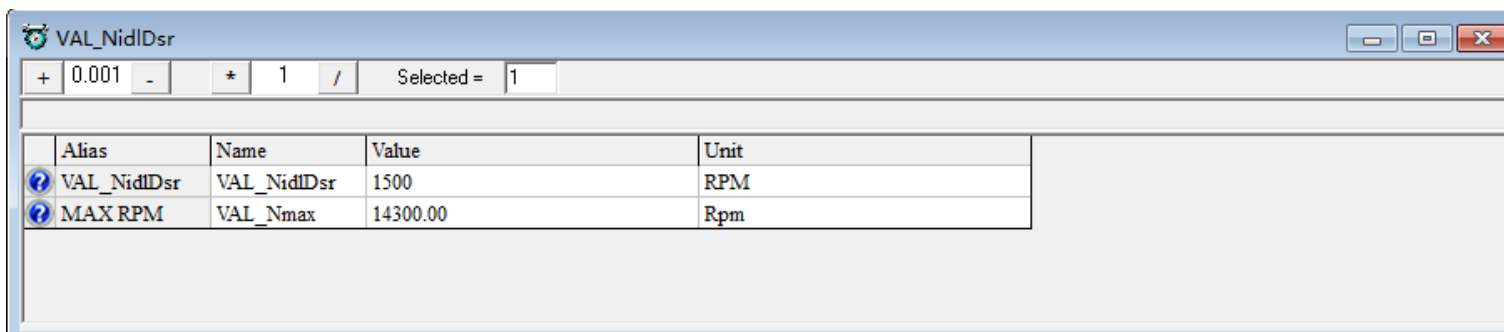 VAL_NidlDsr
+ 0.001 - * 1 / Selected = 1
Alias Name Value Unit
VAL_NidlDsr VAL_NidlDsr 1500 RPM
MAX RPM VAL_Nmax 14300.00 Rpm